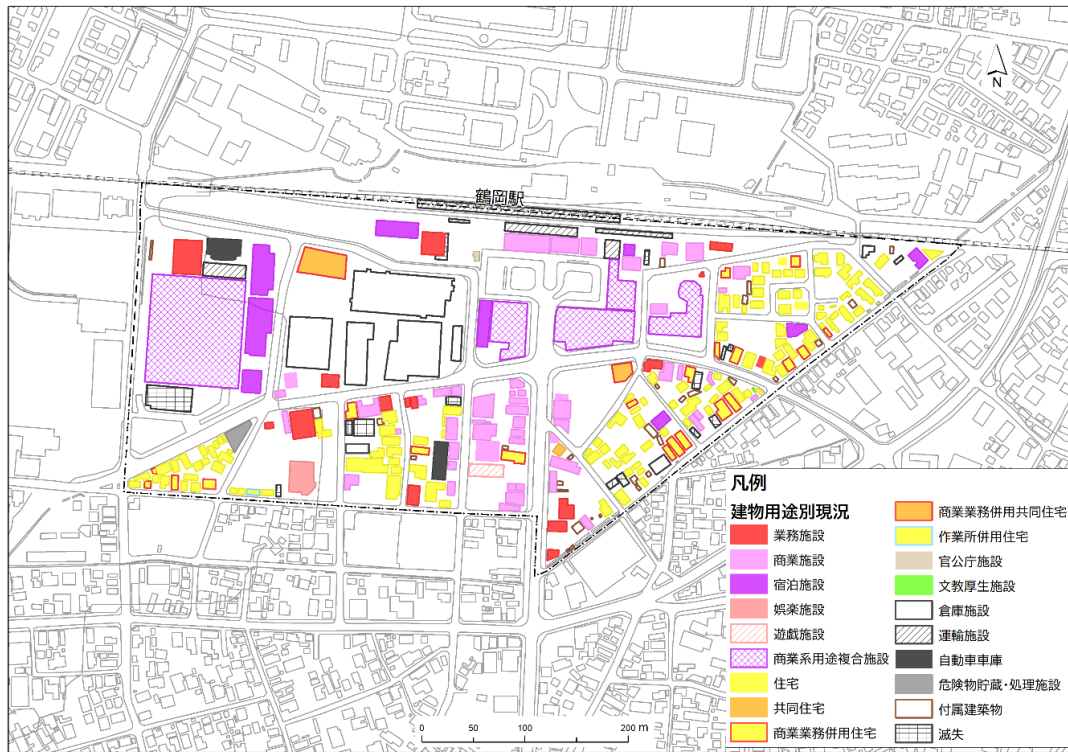 N
鶴岡駅
凡例
建物用途別現況
業務施設
商業施設
宿泊施設
娯楽施設
遊戯施設
商業系用途複合施設
住宅
共同住宅
商業業務併用住宅
商業業務併用共同住宅
作業所併用住宅
官公庁施設
文教厚生施設
倉庫施設
運輸施設
自動車車庫
危険物貯蔵・処理施設
付属建築物
滅失
0 50 100 200 m